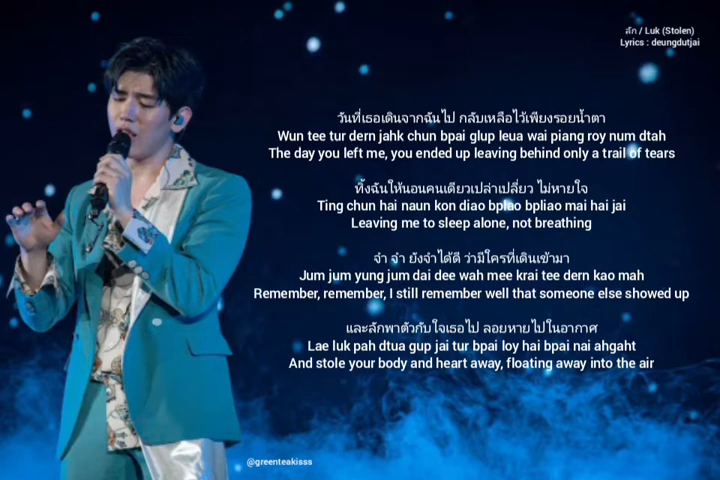 ลัก / Luk (Stolen)
Lyrics : deungdutjai
วันที่เธอเดินจากฉันไป กลับเหลือไว้เพียงรอยน้ำตา
Wun tee tur dern jahk chun bpai glup leua wai piang roy num dtah
The day you left me, you ended up leaving behind only a trail of tears
ทิ้งฉันให้นอนคนเดียวเปล่าเปลี่ยว ไม่หายใจ
Ting chun hai naun kon diao bplao bpliao mai hai jai
Leaving me to sleep alone, not breathing
จำ จำ ยังจำได้ดี ว่ามีใครที่เดินเข้ามา
Jum jum yung jum dai dee wah mee krai tee dern kao mah
Remember, remember, I still remember well that someone else showed up
และลักพาตัวกับใจเธอไป ลอยหายไปในอากาศ
Lae luk pah dtua gup jai tur bpai loy hai bpai nai ahgaht
And stole your body and heart away, floating away into the air
@greenteakisss